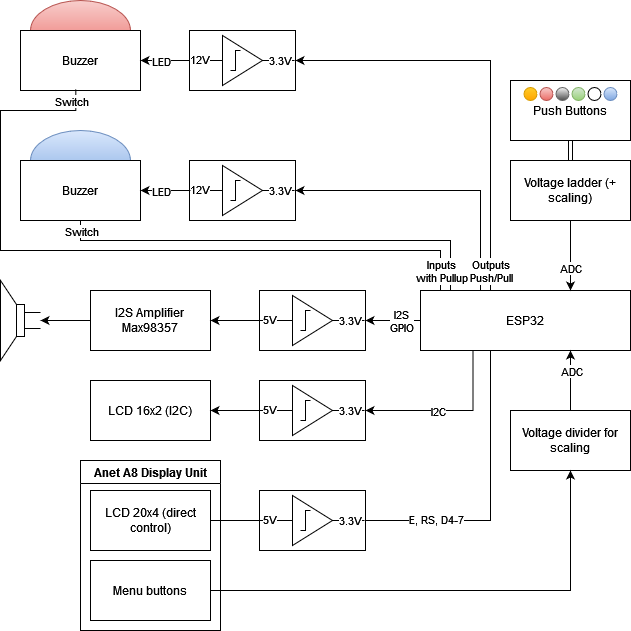 Buzzer
LED
12V
3.3V
Switch
Push Buttons
Buzzer
LED
12V
3.3V
Voltage ladder (+
scaling)
Switch
Inputs
with Pullup
Outputs
Push/Pull
ADC
I2S Amplifier
Max98357
5V
3.3V
I2S
GPIO
ESP32
ADC
LCD 16x2 (I2C)
5V
3.3V
I2C
Voltage divider for
scaling
Anet A8 Display Unit
LCD 20x4 (direct
control)
5V
3.3V
E, RS, D4-7
Menu buttons